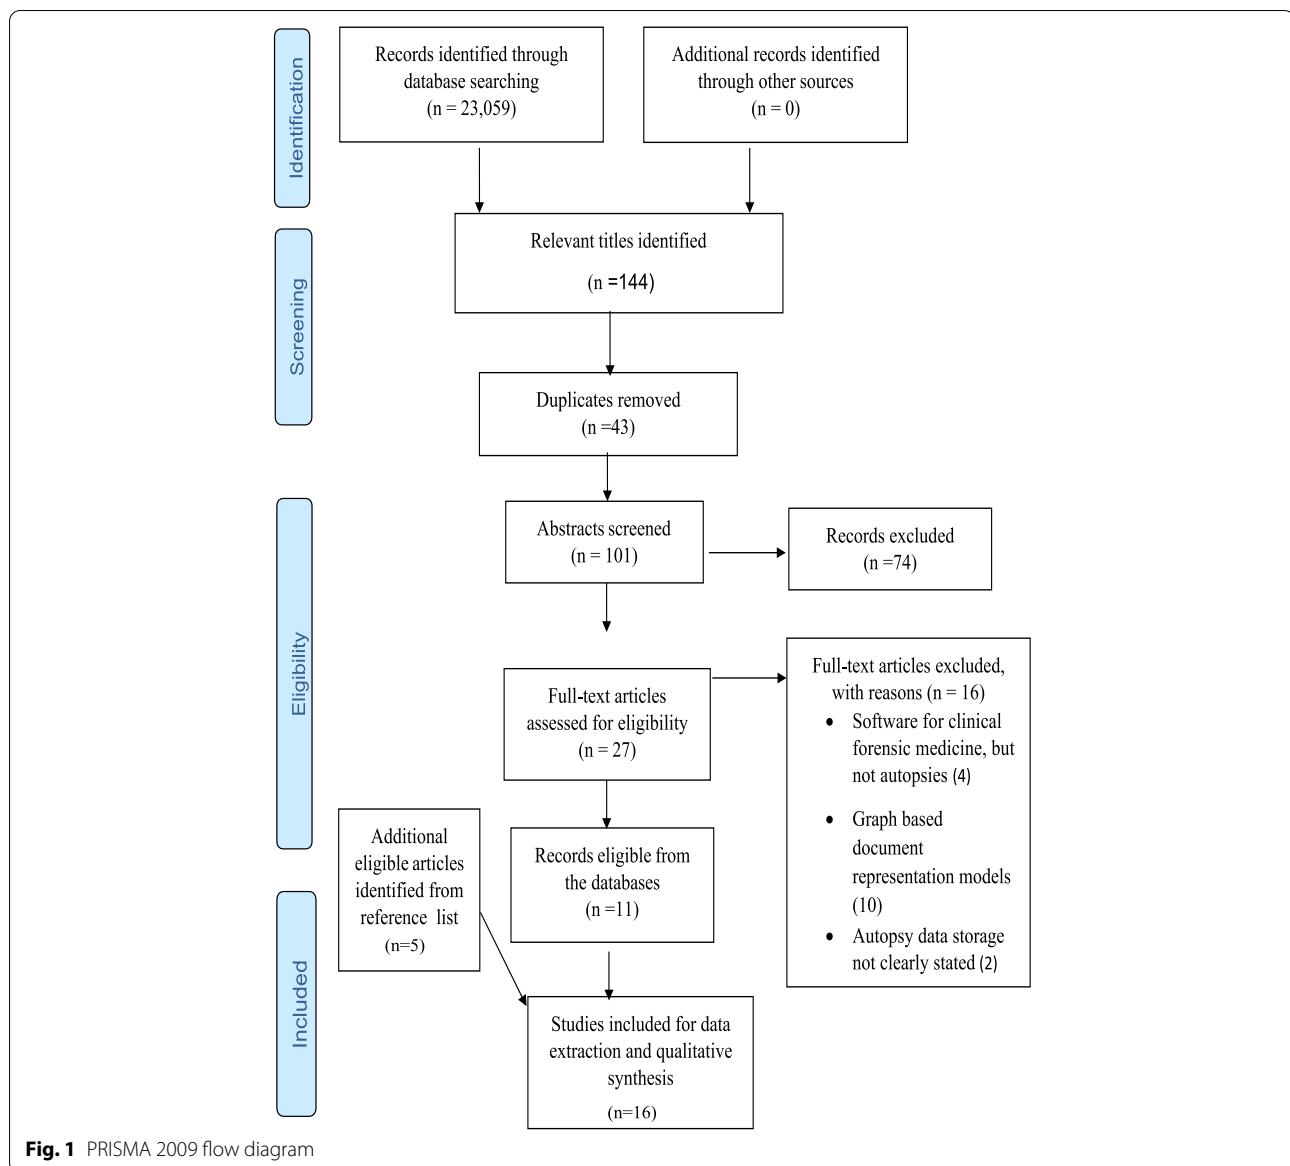 Identification
Records identified through
database searching
(n = 23,059)
Additional records identified
through other sources
(n = 0)
Screening
Relevant titles identified
(n =144)
Duplicates removed
(n =43)
Eligibility
Abstracts screened
(n = 101)
Records excluded
(n =74)
Full-text articles
assessed for eligibility
(n = 27)
Full-text articles excluded,
with reasons (n = 16)
• Software for clinical
forensic medicine, but
not autopsies (4)
• Graph based
document
representation models
(10)
• Autopsy data storage
not clearly stated (2)
Additional
eligible articles
identified from
reference list
(n=5)
Records eligible from
the databases
(n =11)
Included
Studies included for data
extraction and qualitative
synthesis
(n=16)
Fig. 1 PRISMA 2009 flow diagram